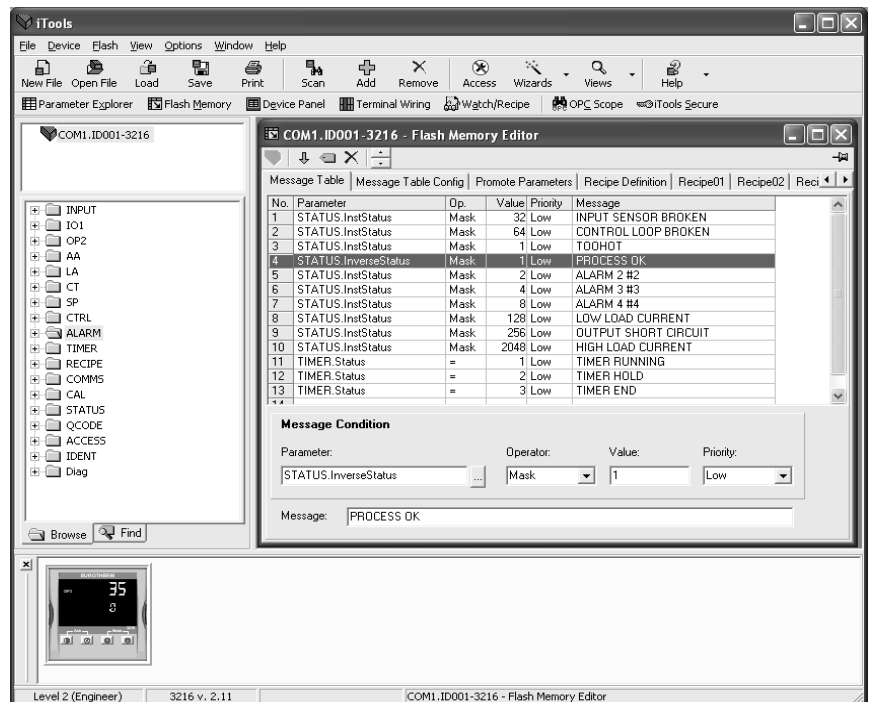 iTools
File Device Flash View Options Window Help
New File Open File Load Save Print Scan Add Remove Access Wizards Views Help
Parameter Explorer Flash Memory Device Panel Terminal Wiring Watch/Recipe OPC Scope iTools Secure
COM1.ID001-3216
INPUT
IO1
OP2
AA
LA
CT
SP
CTRL
ALARM
TIMER
RECIPE
COMMS
CAL
STATUS
QCODE
ACCESS
IDENT
Diag
Browse Find
COM1.ID001-3216 - Flash Memory Editor
Message Table Message Table Config Promote Parameters Recipe Definition Recipe01 Recipe02 Reci
No. Parameter Op. Value Priority Message
1 STATUS.InstStatus Mask 32 Low INPUT SENSOR BROKEN
2 STATUS.InstStatus Mask 64 Low CONTROL LOOP BROKEN
3 STATUS.InstStatus Mask 1 Low TOOHOT
4 STATUS.InverseStatus Mask 1 Low PROCESS OK
5 STATUS.InstStatus Mask 2 Low ALARM 2 #2
6 STATUS.InstStatus Mask 4 Low ALARM 3 #3
7 STATUS.InstStatus Mask 8 Low ALARM 4 #4
8 STATUS.InstStatus Mask 128 Low LOW LOAD CURRENT
9 STATUS.InstStatus Mask 256 Low OUTPUT SHORT CIRCUIT
10 STATUS.InstStatus Mask 2048 Low HIGH LOAD CURRENT
11 TIMER.Status = 1 Low TIMER RUNNING
12 TIMER.Status = 2 Low TIMER HOLD
13 TIMER.Status = 3 Low TIMER END
14
Message Condition
Parameter: Operator: Value: Priority:
STATUS.InverseStatus ... Mask 1 Low
Message: PROCESS OK
EUROTHERM
35
0
Level 2 (Engineer) 3216 v. 2.11 COM1.ID001-3216 - Flash Memory Editor